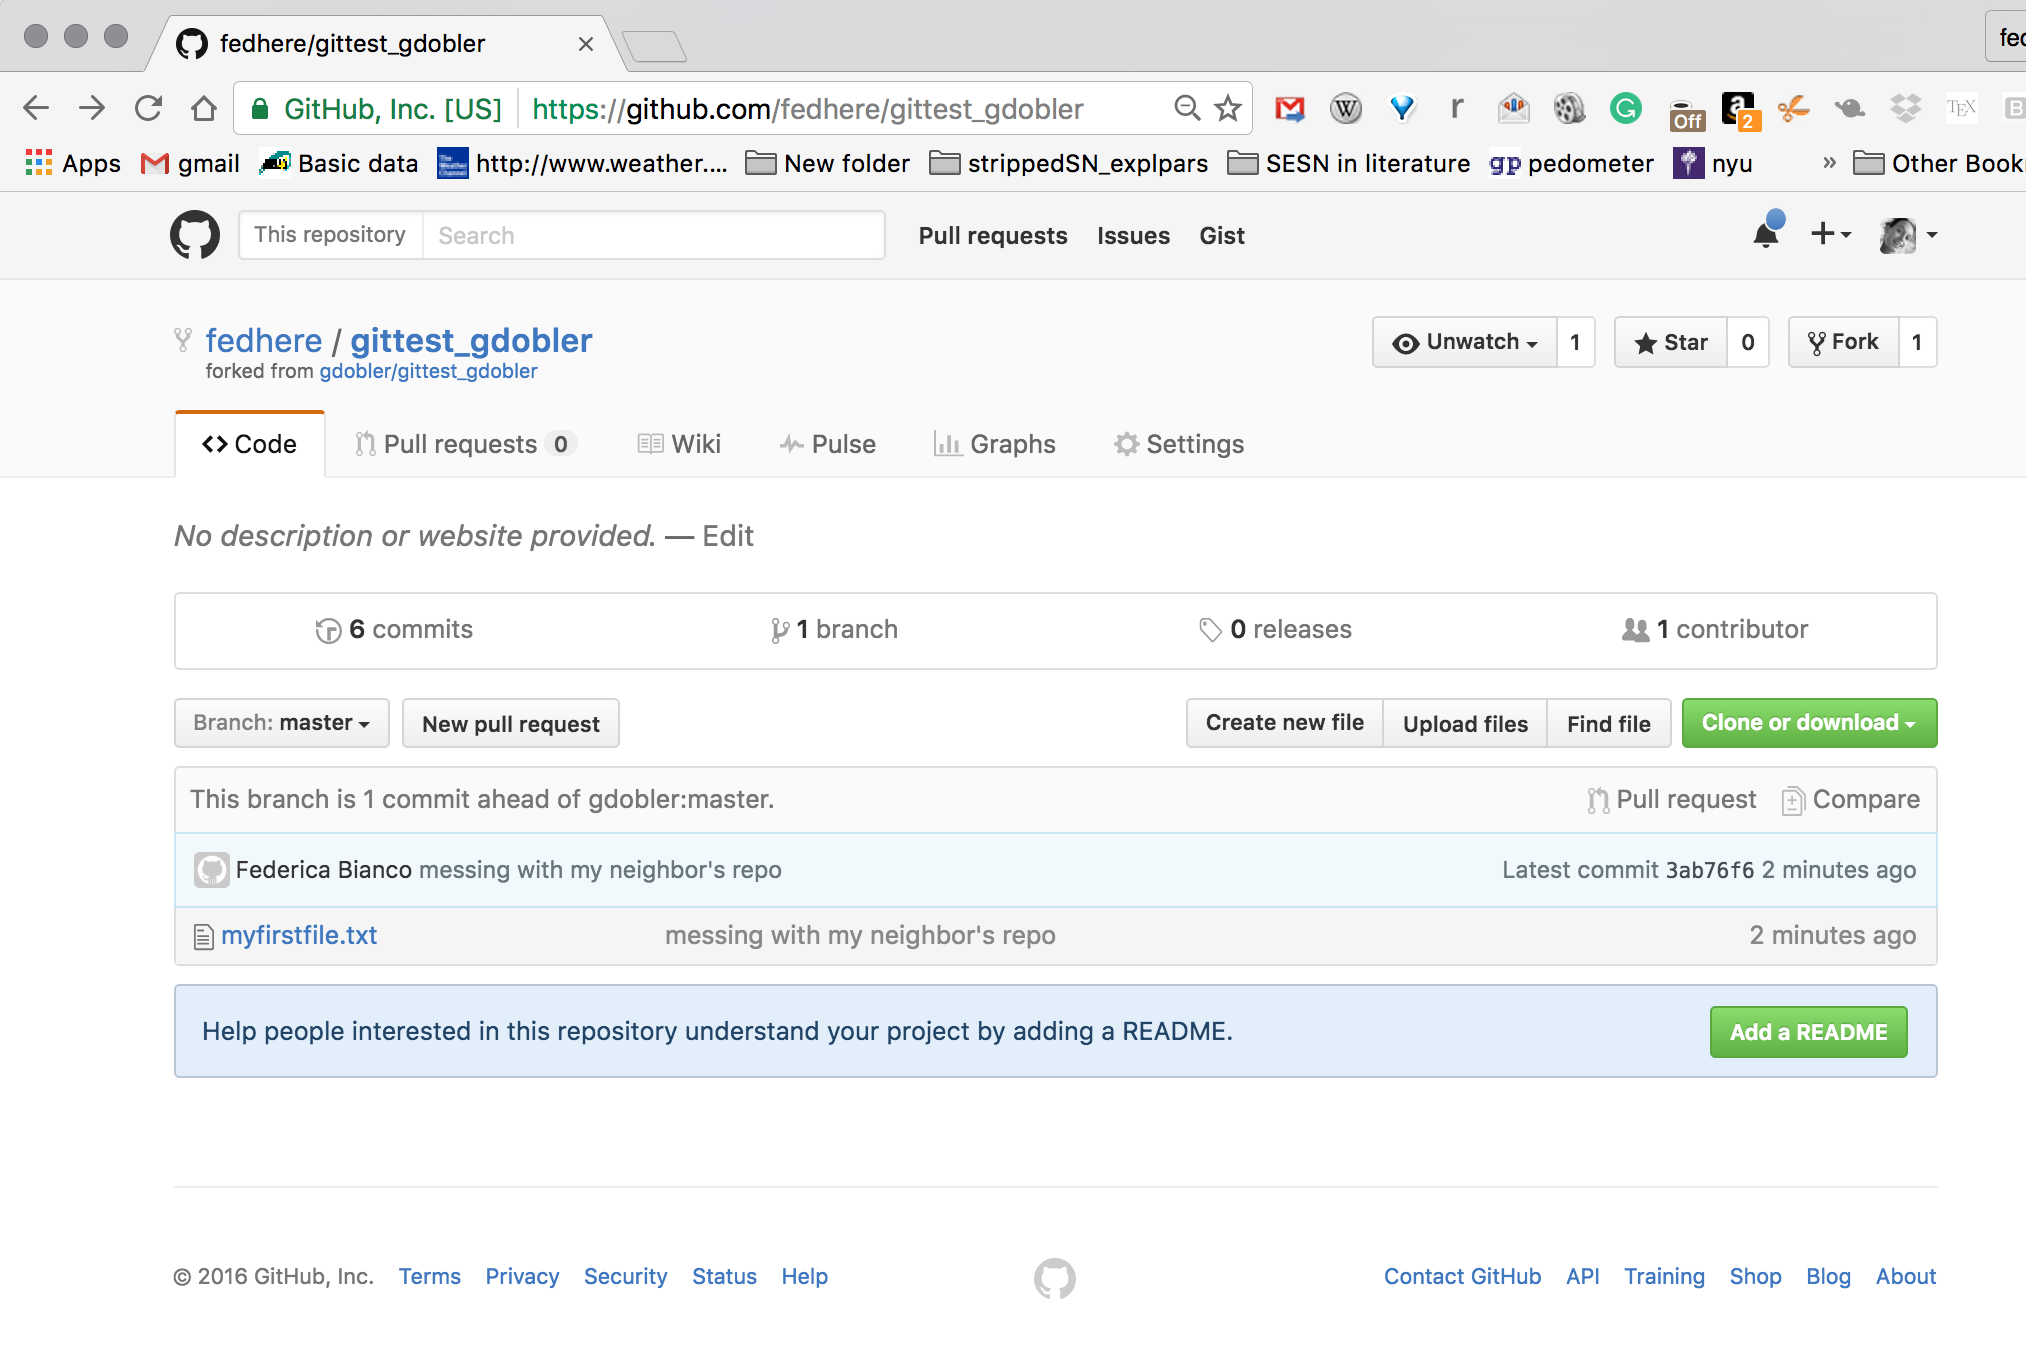 fedhere/gittest_gdobler
fed
GitHub, Inc. [US] https://github.com/fedhere/gittest_gdobler
W r G Off a 2 TEX B
Apps gmail Basic data http://www.weather.... New folder strippedSN_explpars SESN in literature gp pedometer nyu » Other Book
This repository Search Pull requests Issues Gist
fedhere / gittest_gdobler
forked from gdobler/gittest_gdobler
Unwatch 1 Star 0 Fork 1
Code Pull requests 0 Wiki Pulse Graphs Settings
No description or website provided. — Edit
6 commits 1 branch 0 releases 1 contributor
Branch: master New pull request Create new file Upload files Find file Clone or download
This branch is 1 commit ahead of gdobler:master. Pull request Compare
Federica Bianco messing with my neighbor's repo Latest commit 3ab76f6 2 minutes ago
myfirstfile.txt messing with my neighbor's repo 2 minutes ago
Help people interested in this repository understand your project by adding a README. Add a README
© 2016 GitHub, Inc. Terms Privacy Security Status Help Contact GitHub API Training Shop Blog About